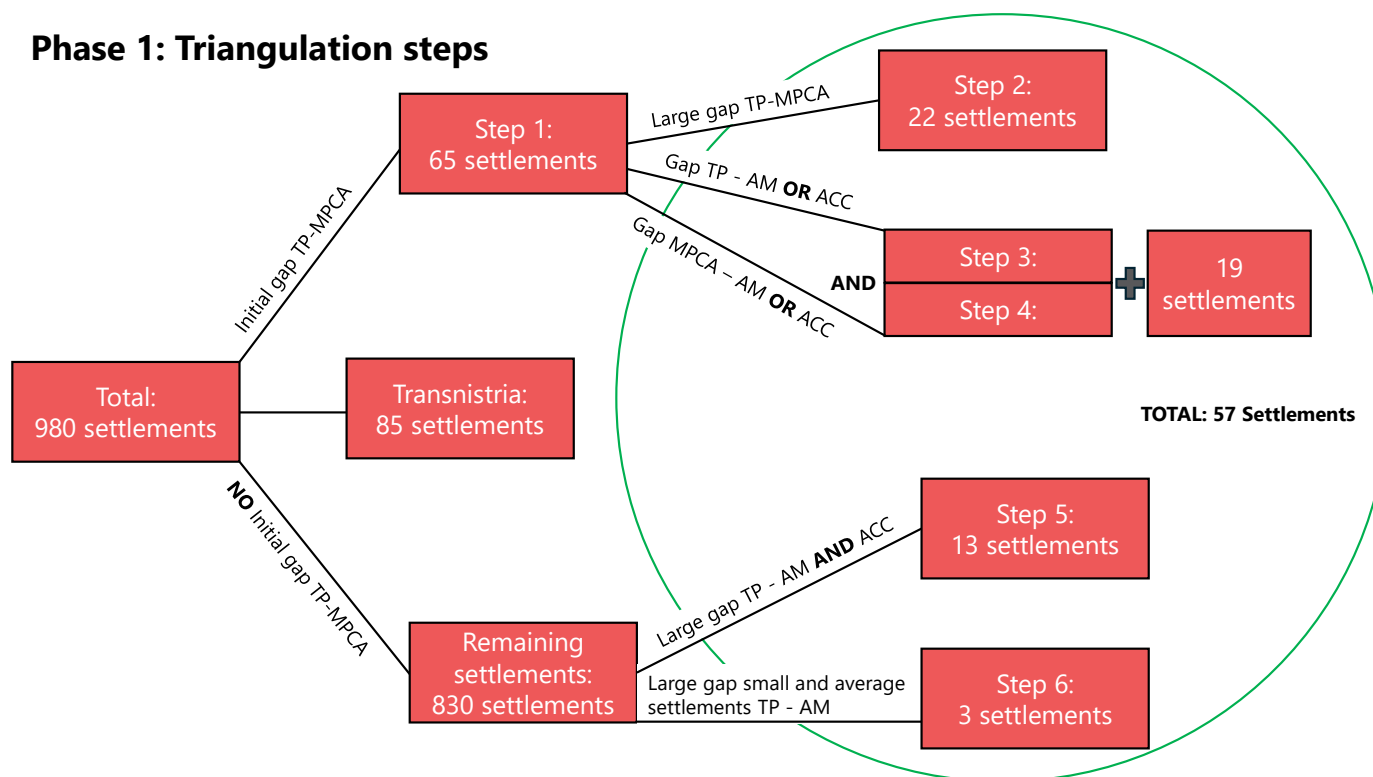 Phase 1: Triangulation steps
Step 1:
65 settlements
Large gap TP-MPCA
Step 2:
22 settlements
Gap TP - AM OR ACC
Gap MPCA – AM OR ACC
Initial gap TP-MPCA
AND
Step 3:
Step 4:
19
settlements
Total:
980 settlements
Transnistria:
85 settlements
TOTAL: 57 Settlements
NO Initial gap TP-MPCA
Large gap TP - AM AND ACC
Step 5:
13 settlements
Remaining
settlements:
830 settlements
Large gap small and average
settlements TP - AM
Step 6:
3 settlements